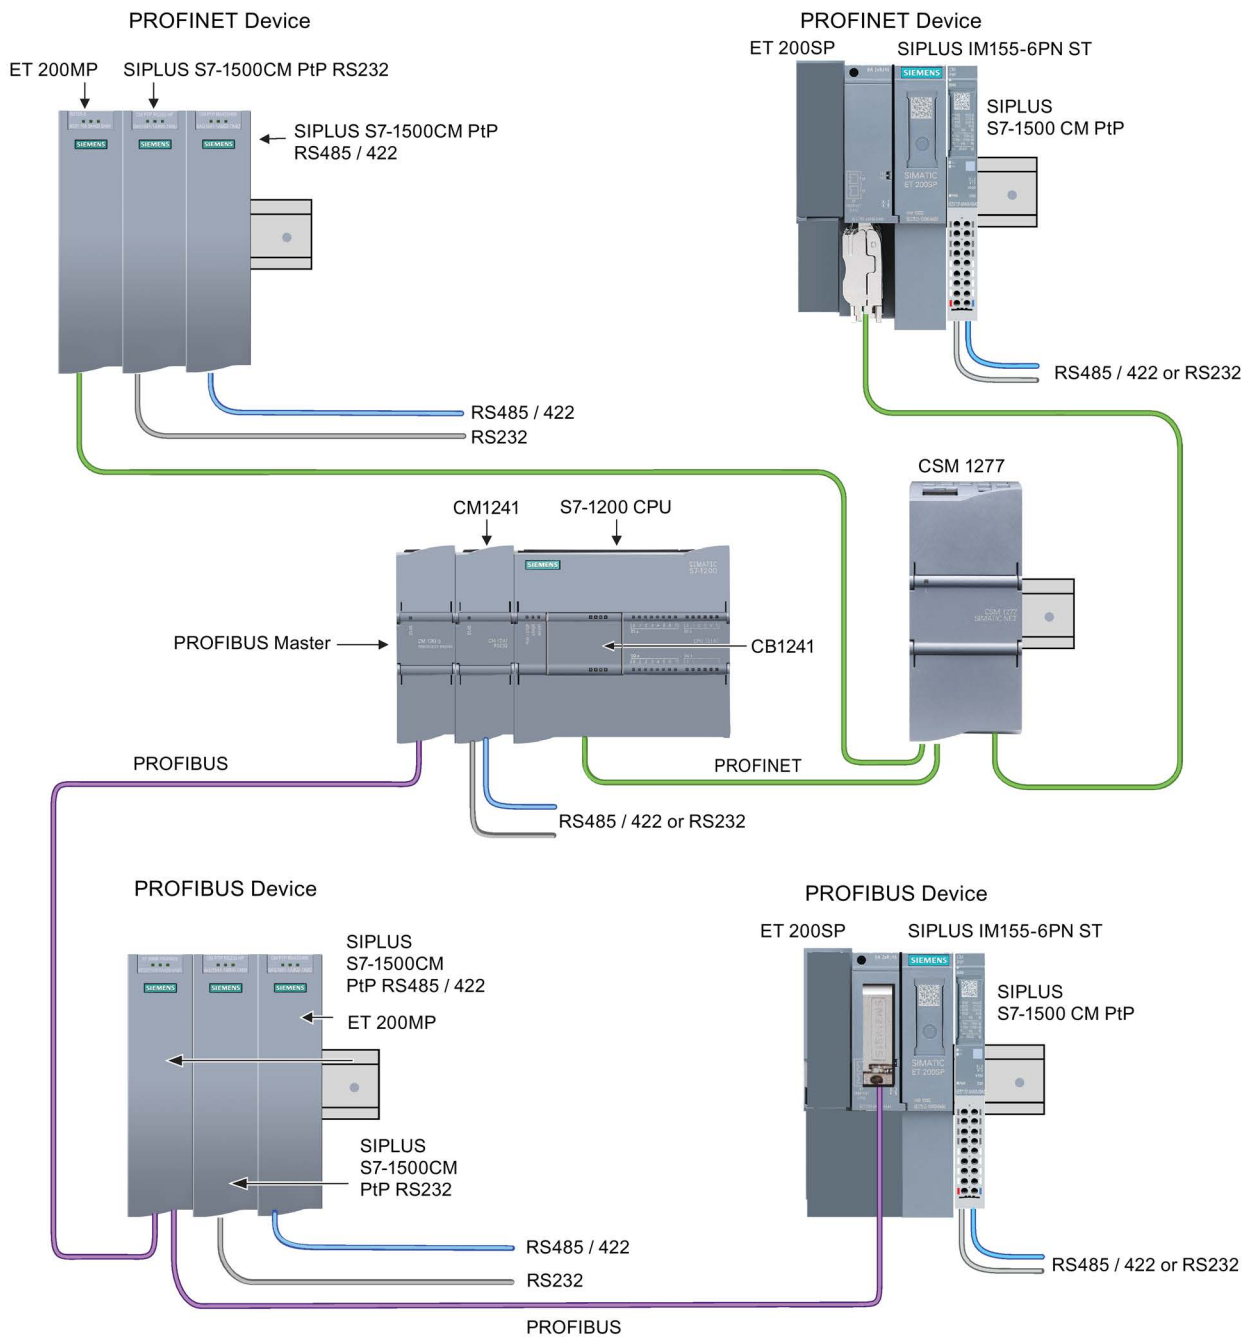 PROFINET Device
ET 200MP
SIPLUS S7-1500CM PtP RS232
SIEMENS
SIEMENS
SIEMENS
SIPLUS S7-1500CM PtP
RS485 / 422
RS485 / 422
RS232
PROFINET Device
ET 200SP
SIPLUS IM155-6PN ST
SIEMENS
SIMATIC
ET 200SP
SIPLUS
S7-1500 CM PtP
RS485 / 422 or RS232
CSM 1277
CSM 1277
SIMATIC NET
CM1241
S7-1200 CPU
SIEMENS
SIMATIC
S7-1200
CM 1241
RS232
PROFIBUS Master
CB1241
PROFIBUS
PROFINET
RS485 / 422 or RS232
PROFIBUS Device
SIEMENS
SIEMENS
SIEMENS
SIPLUS
S7-1500CM
PtP RS485 / 422
ET 200MP
SIPLUS
S7-1500CM
PtP RS232
RS485 / 422
RS232
PROFIBUS
PROFIBUS Device
ET 200SP
SIPLUS IM155-6PN ST
SIEMENS
SIEMENS
SIMATIC
ET 200SP
SIPLUS
S7-1500 CM PtP
RS485 / 422 or RS232